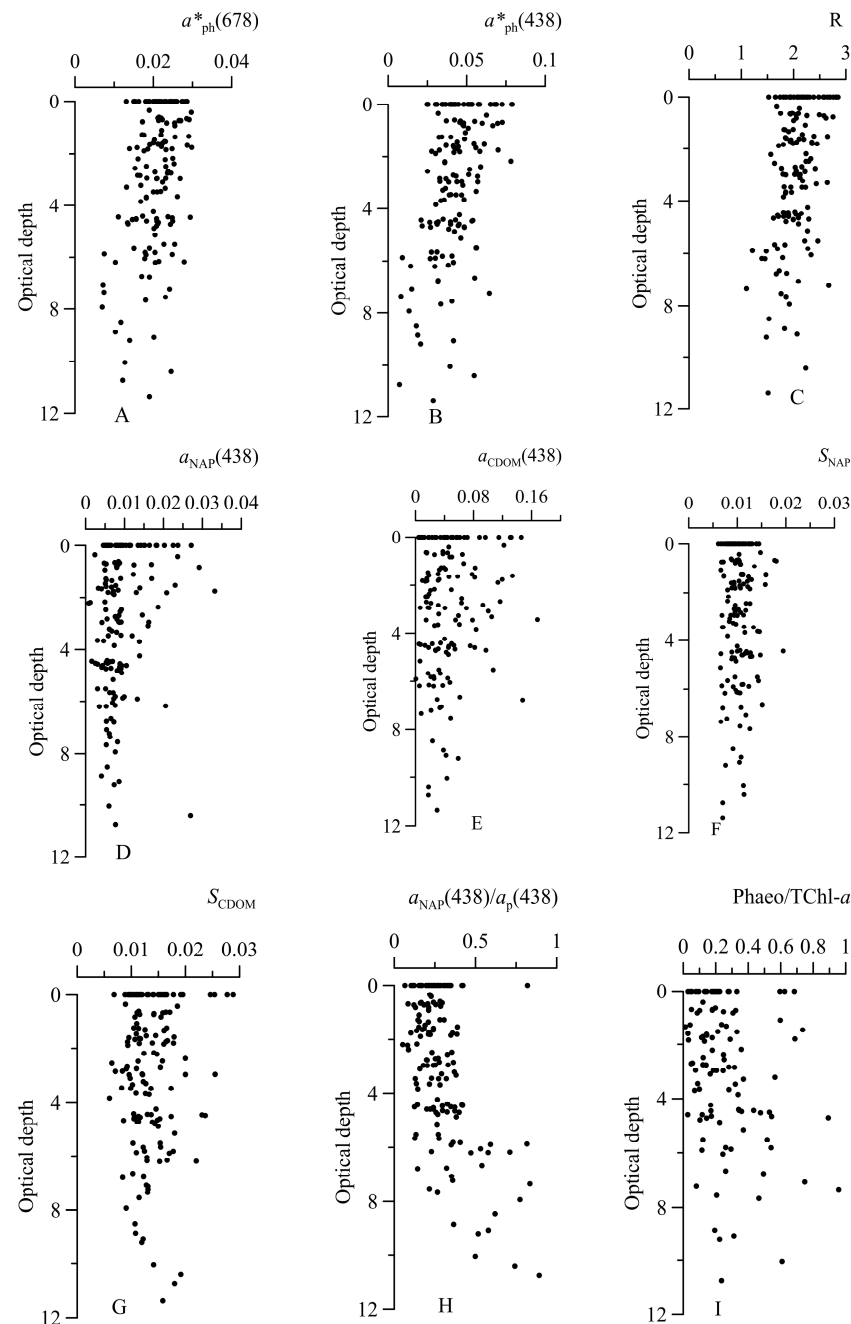 a*ph(678)
0 0.02 0.04
0
4
8
12
Optical depth
A
a*ph(438)
0 0.05 0.1
0
4
8
12
Optical depth
B
R
0 1 2 3
0
4
8
12
Optical depth
C
aNAP(438)
0 0.01 0.02 0.03 0.04
0
4
8
12
Optical depth
D
aCDOM(438)
0 0.08 0.16
0
4
8
12
Optical depth
E
SNAP
0 0.01 0.02 0.03
0
4
8
12
Optical depth
F
SCDOM
0 0.01 0.02 0.03
0
4
8
12
Optical depth
G
aNAP(438)/ap(438)
0 0.5 1
0
4
8
12
Optical depth
H
Phaeo/TChl-a
0 0.2 0.4 0.6 0.8 1
0
4
8
12
Optical depth
I